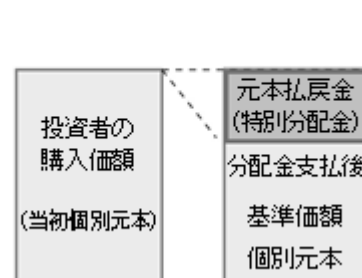 投資者の
購入価額
(当初個別元本)
元本払戻金
(特別分配金)
分配金支払後
基準価額
個別元本